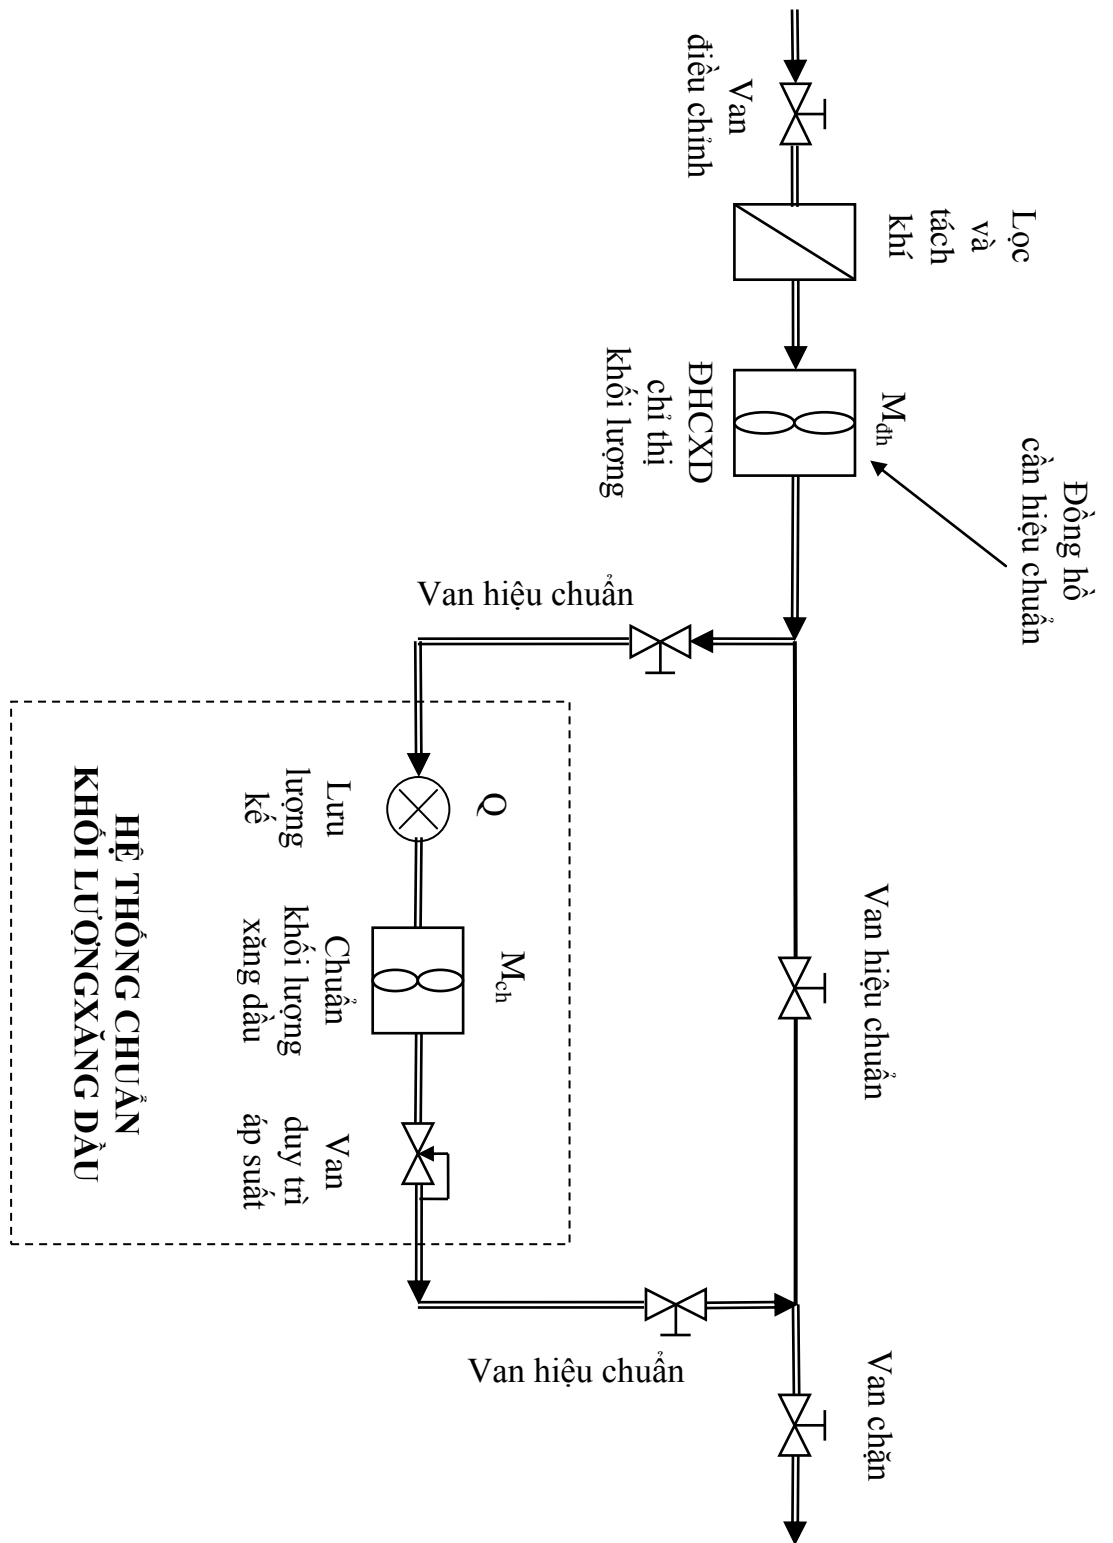 Van
điều chỉnh
Lọc
và
tách
khí
M đh
ĐHCXD
chỉ thị
khối lượng
Đồng hồ
cần hiệu chuẩn
Van hiệu chuẩn
Van hiệu chuẩn
Q
Lưu
lượng
kế
M ch
Chuẩn
khối lượng
xăng dầu
Van
duy trì
áp suất
HỆ THỐNG CHUẨN
KHỐI LƯỢNGXĂNG DẦU
Van hiệu chuẩn
Van chặn